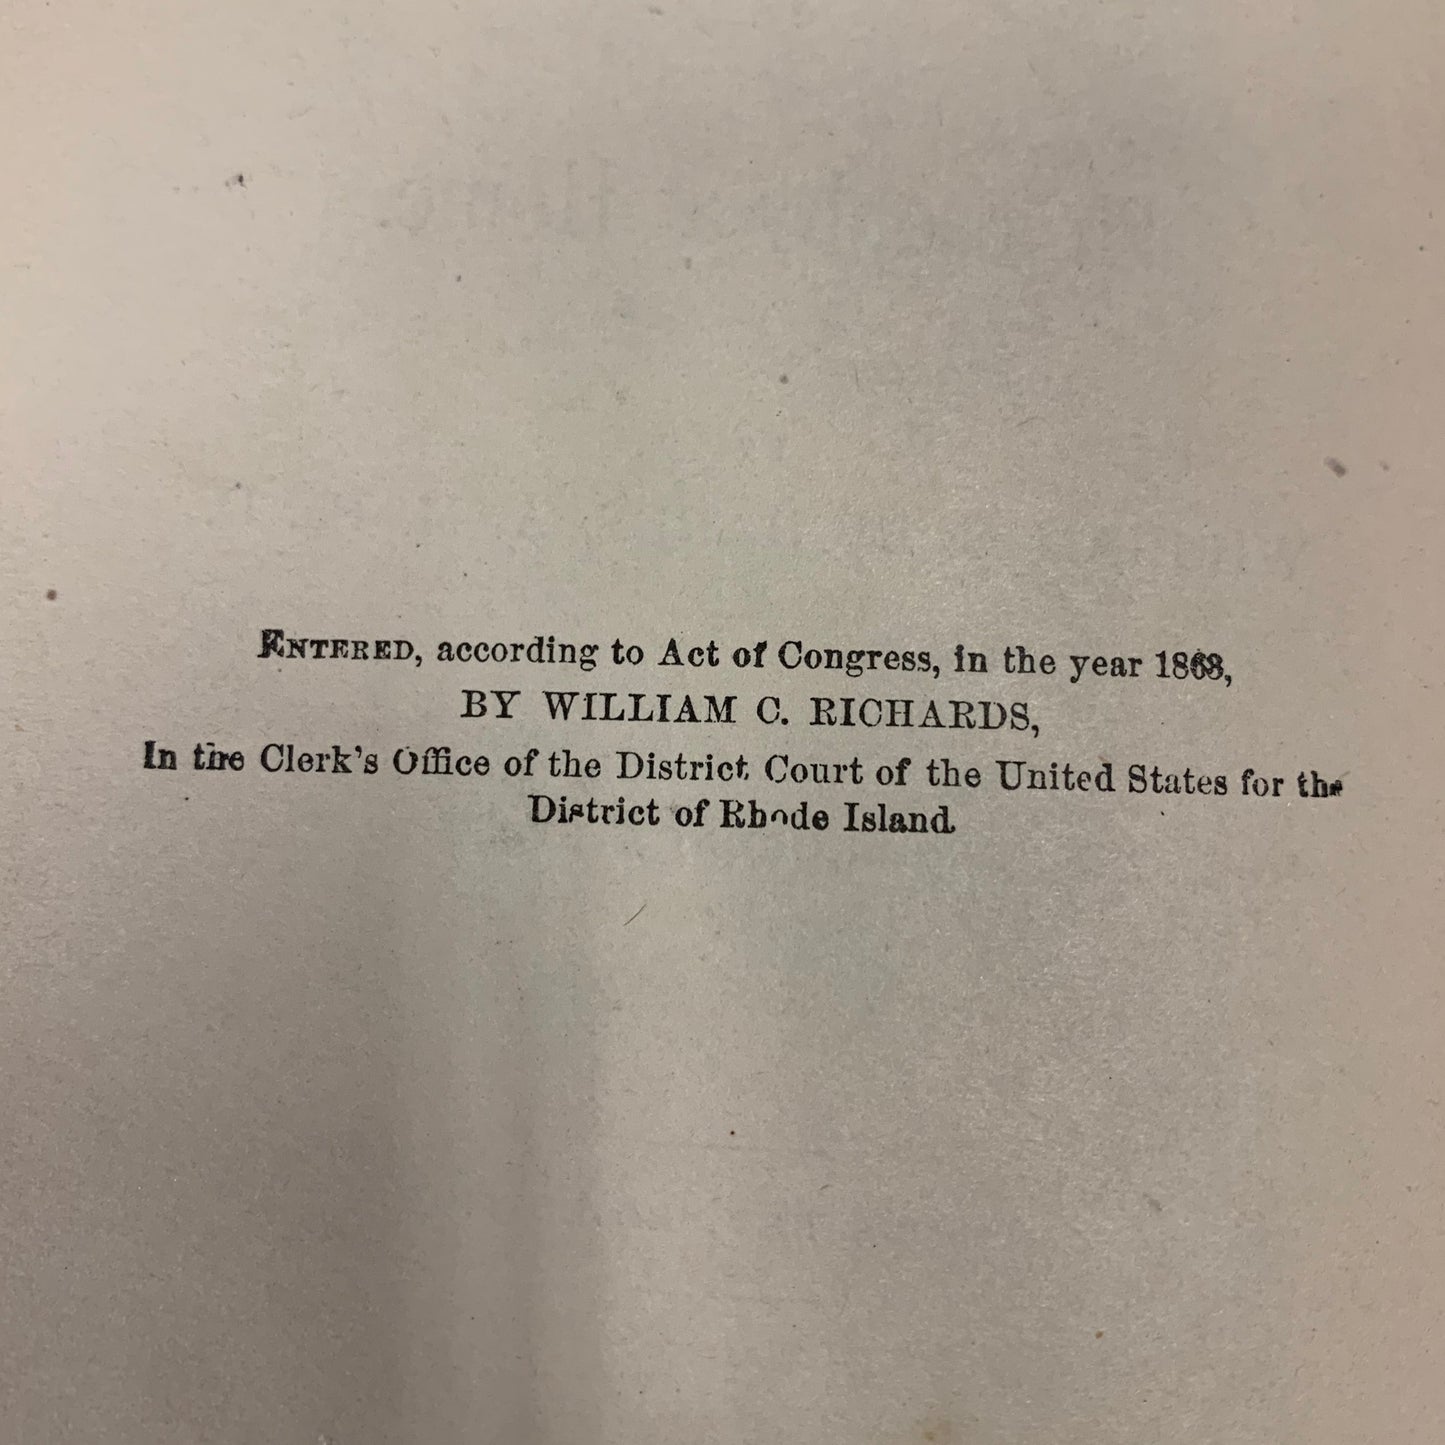 ENTERED, according to Act of Congress, in the year 1868,
BY WILLIAM C. RICHARDS,
In the Clerk's Office of the District Court of the United States for the
District of Rhode Island.